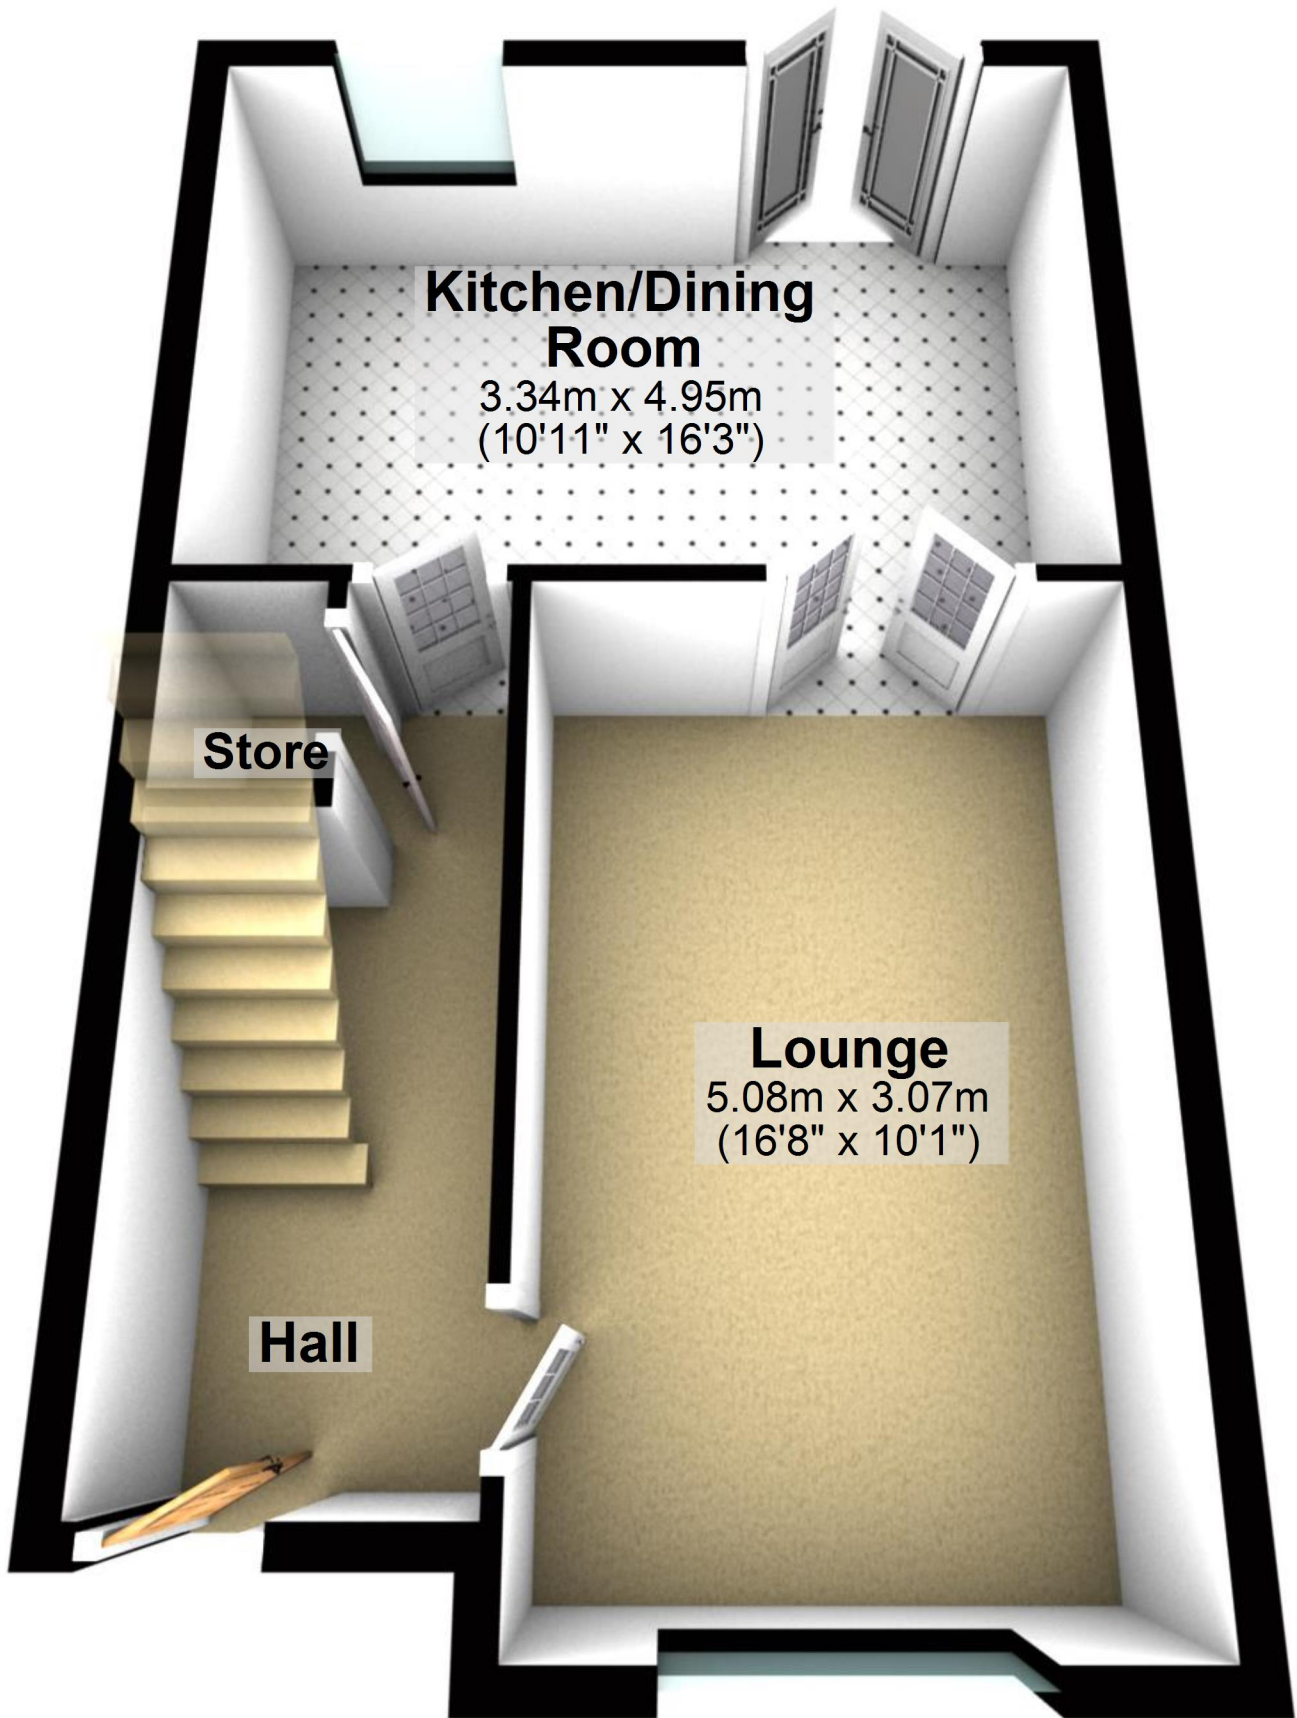 Kitchen/Dining
Room
3.34m x 4.95m
(10'11" x 16'3")
Store
Lounge
5.08m x 3.07m
(16'8" x 10'1")
Hall